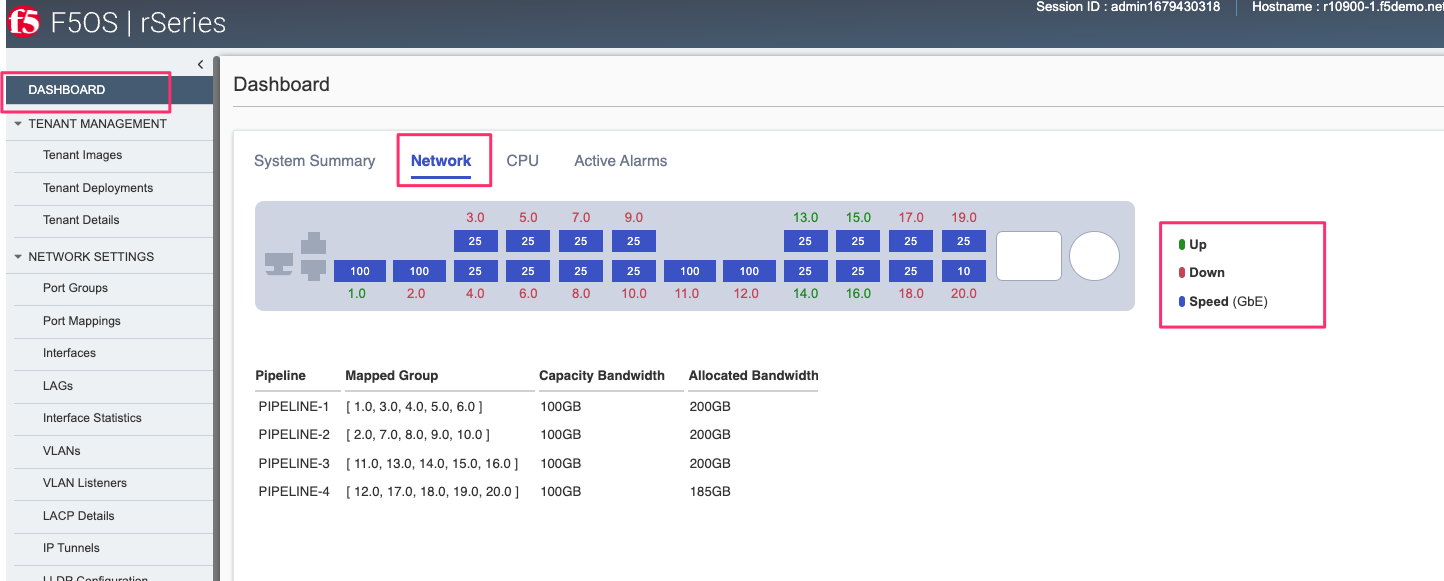 f5 F5OS | rSeries
Session ID : admin1679430318 Hostname : r10900-1.f5demo.net
<
DASHBOARD
TENANT MANAGEMENT
Tenant Images
Tenant Deployments
Tenant Details
NETWORK SETTINGS
Port Groups
Port Mappings
Interfaces
LAGs
Interface Statistics
VLANs
VLAN Listeners
LACP Details
IP Tunnels
LLDP Configuration
Dashboard
System Summary Network CPU Active Alarms
3.0 5.0 7.0 9.0 13.0 15.0 17.0 19.0
25 25 25 25 25 25 25 25
100 100 25 25 25 25 100 100 25 25 25 10
1.0 2.0 4.0 6.0 8.0 10.0 11.0 12.0 14.0 16.0 18.0 20.0
Up
Down
Speed (GbE)
Pipeline Mapped Group Capacity Bandwidth Allocated Bandwidth
PIPELINE-1 [ 1.0, 3.0, 4.0, 5.0, 6.0 ] 100GB 200GB
PIPELINE-2 [ 2.0, 7.0, 8.0, 9.0, 10.0 ] 100GB 200GB
PIPELINE-3 [ 11.0, 13.0, 14.0, 15.0, 16.0 ] 100GB 200GB
PIPELINE-4 [ 12.0, 17.0, 18.0, 19.0, 20.0 ] 100GB 185GB